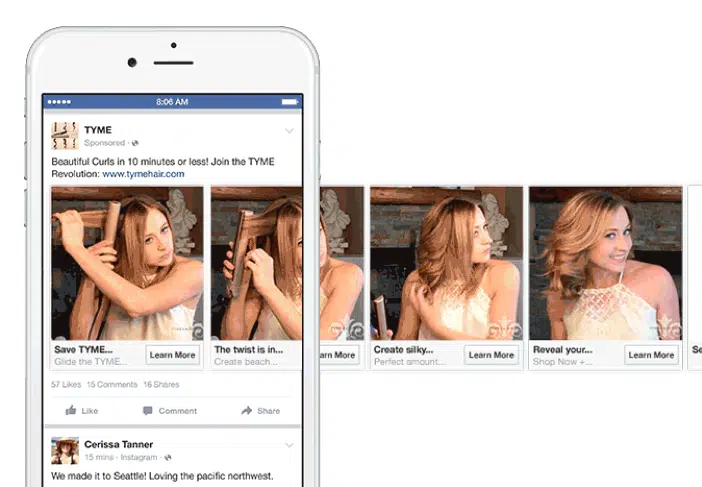 8:06 AM
TYME
Sponsored ·
Beautiful Curls in 10 minutes or less! Join the TYME
Revolution: www.tymehair.com
Save TYME...
Glide the TYME...
Learn More
The twist is in...
Create beach...
arn More
Create silky...
Perfect amount...
Learn More
Reveal your...
Shop Now +...
Learn More
Se
57 Likes 15 Comments 16 Shares
Like Comment Share
Cerissa Tanner
15 mins · Instagram ·
We made it to Seattle! Loving the pacific northwest.